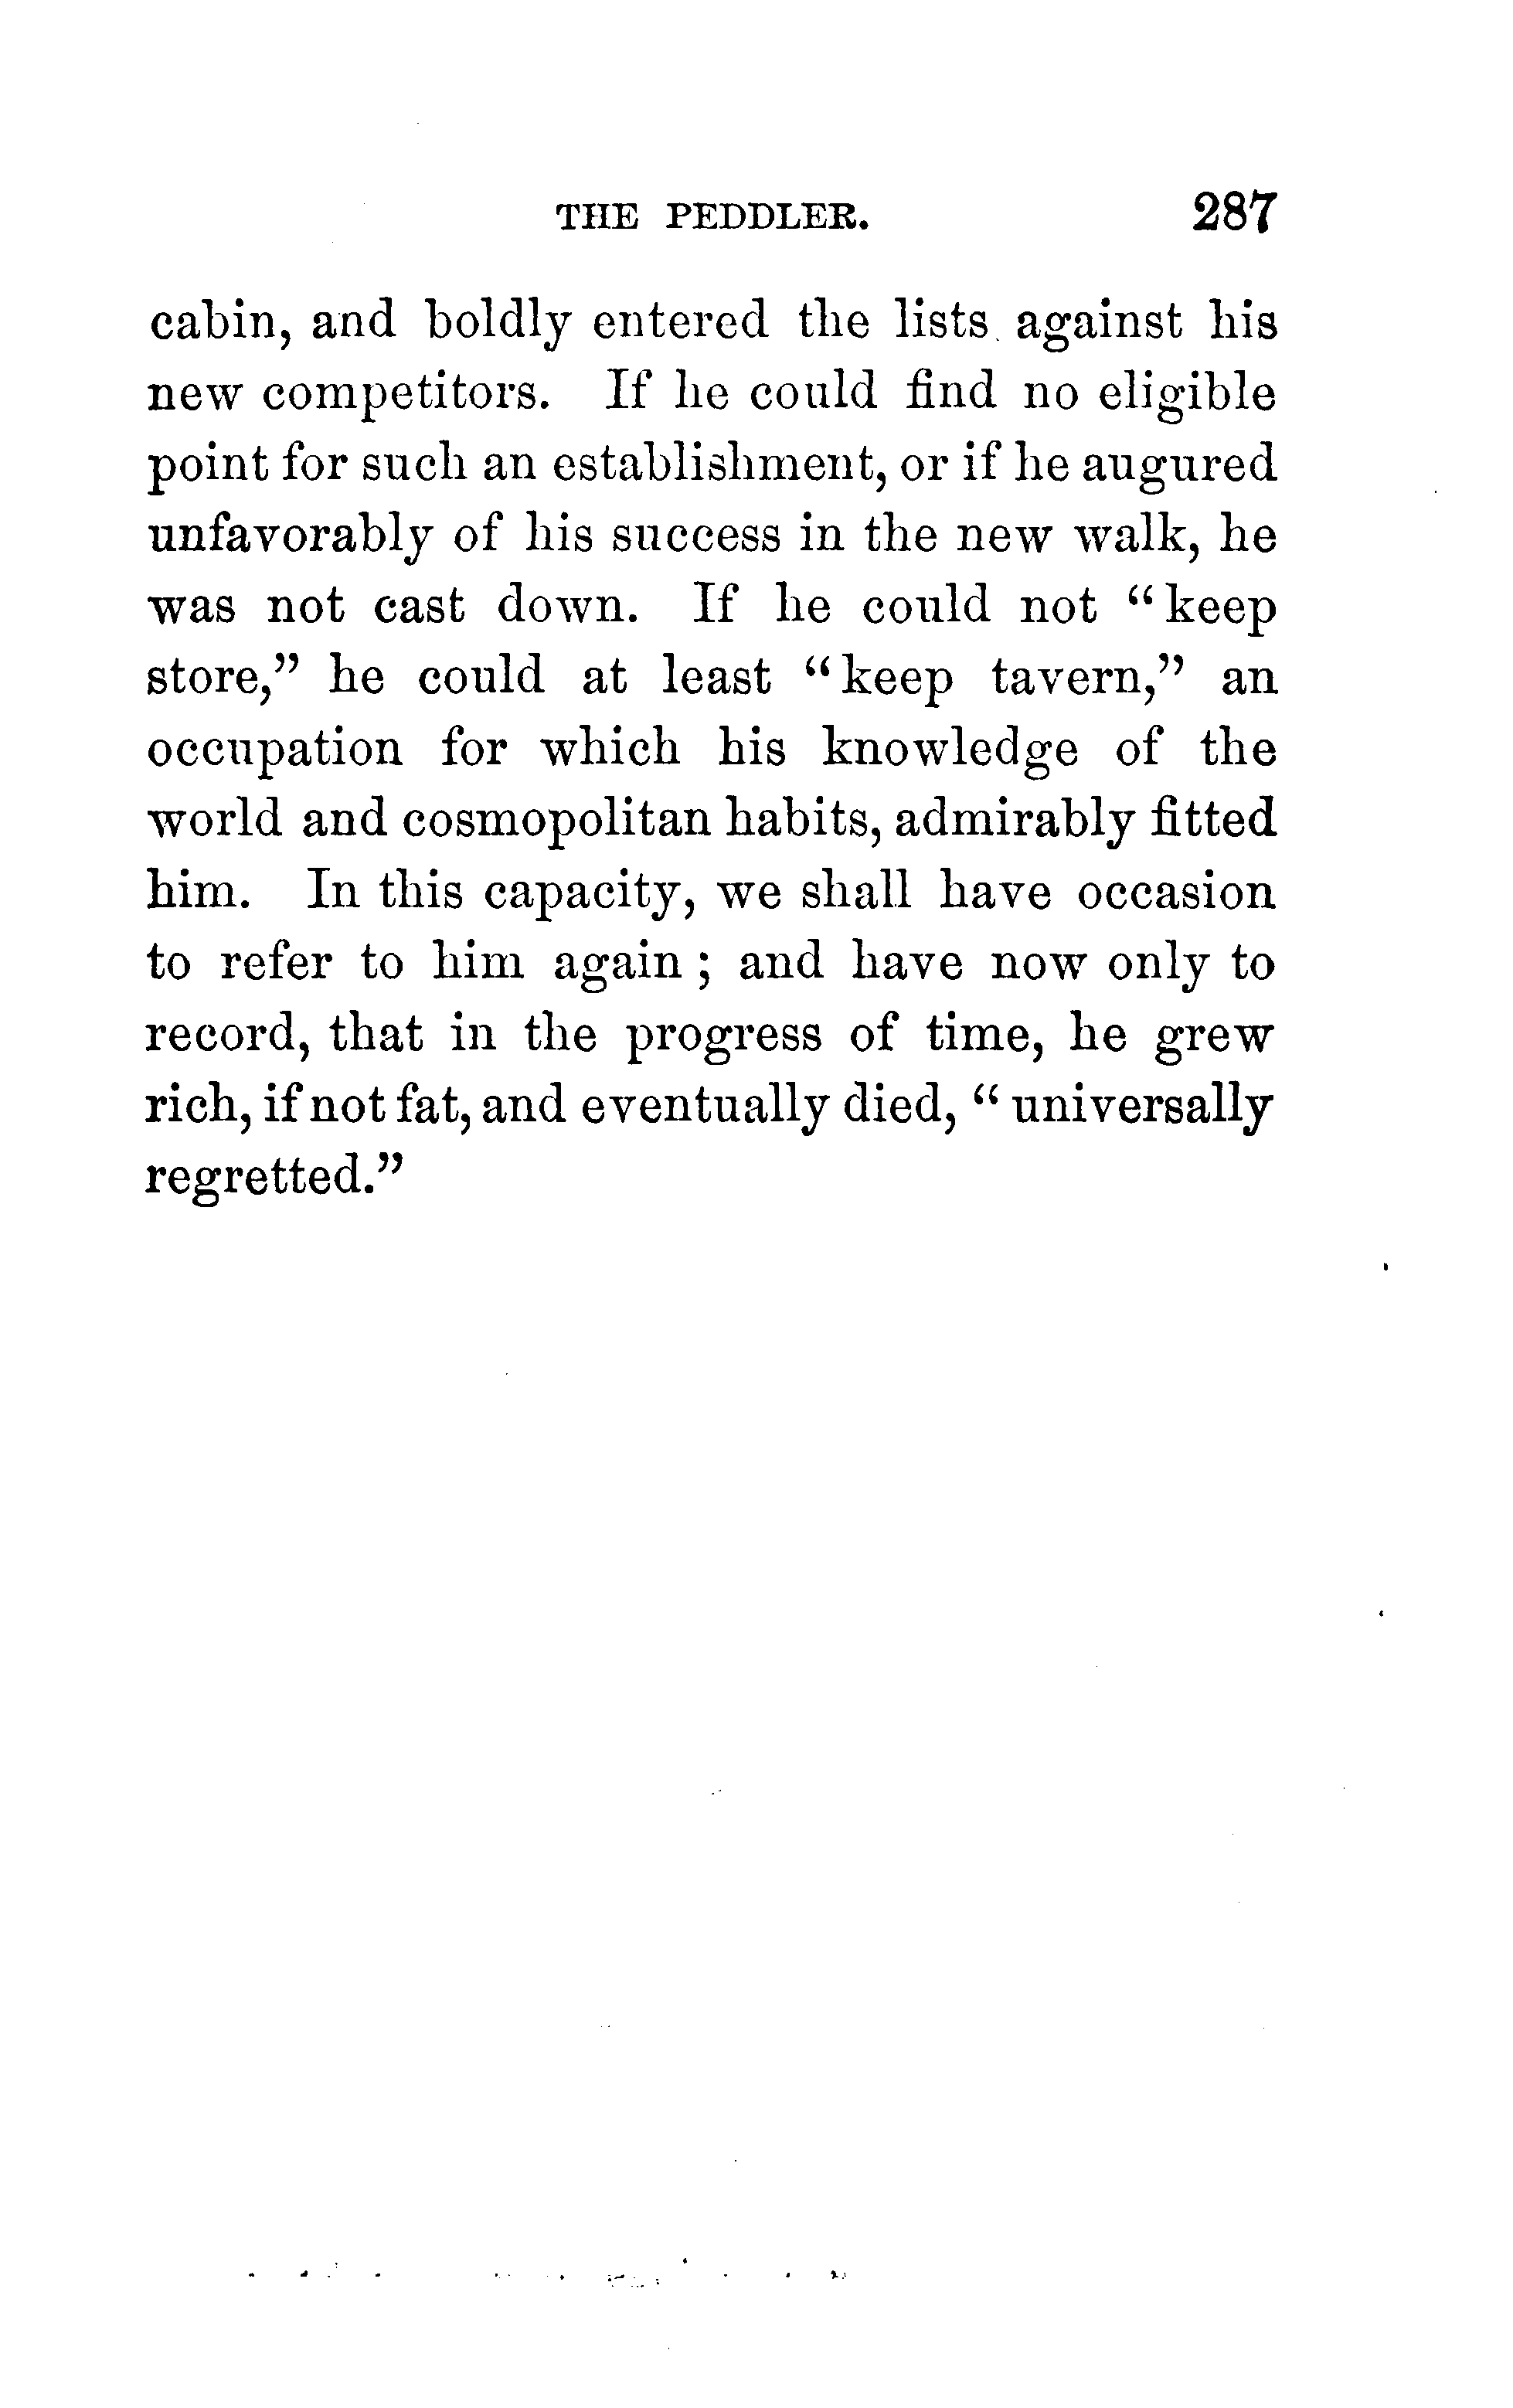 THE PEDDLER. 287
cabin, and boldly entered the lists against his
new competitors. If he could find no eligible
point for such an establishment, or if he augured
unfavorably of his success in the new walk, he
was not cast down. If he could not “keep
store,” he could at least “keep tavern,” an
occupation for which his knowledge of the
world and cosmopolitan habits, admirably fitted
him. In this capacity, we shall have occasion
to refer to him again ; and have now only to
record, that in the progress of time, he grew
rich, if not fat, and eventually died, “ universally
regretted.”